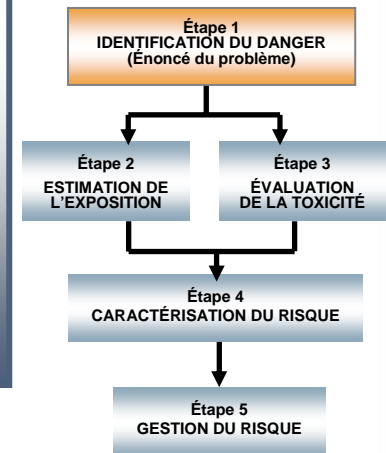 Étape 1
IDENTIFICATION DU DANGER
(Énoncé du problème)
Étape 2
ESTIMATION DE
L'EXPOSITION
Étape 3
ÉVALUATION
DE LA TOXICITÉ
Étape 4
CARACTÉRISATION DU RISQUE
Étape 5
GESTION DU RISQUE